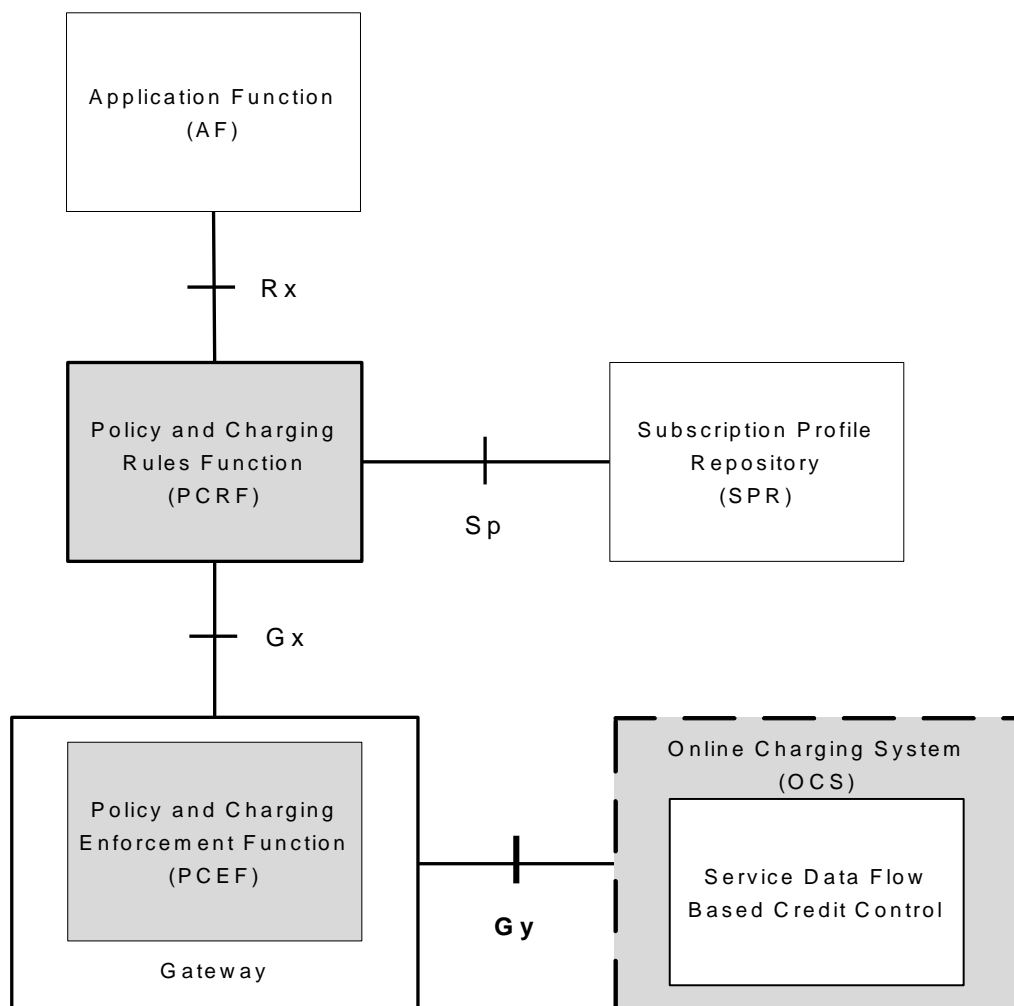 Application Function
(AF)
Rx
Policy and Charging
Rules Function
(PCRF)
Subscription Profile
Repository
(SPR)
Sp
Gx
Policy and Charging
Enforcement Function
(PCEF)
Gateway
Gy
Online Charging System
(OCS)
Service Data Flow
Based Credit Control